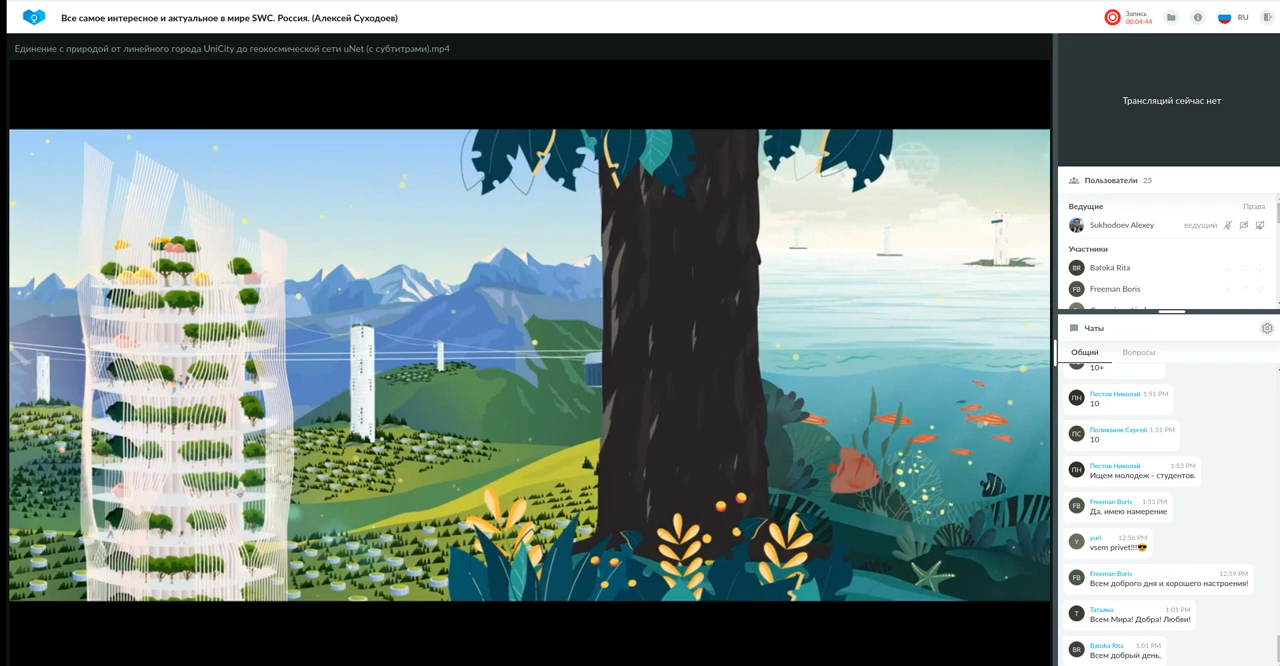 Все самое интересное и актуальное в мире SWC. Россия. (Алексей Суходоев)
Запись
00:04:44
RU
Единение с природой от линейного города UniCity до геокосмической сети uNet (с субтитрами).mp4
SWC
Трансляций сейчас нет
Пользователи 25
Ведущие Права
Sukhodoev Alexey ведущий
Участники
BR Batoka Rita
FB Freeman Boris
Чаты
Общий Вопросы
10+
ПН Пестов Николай 1:51 PM
10
ПС Поливанов Сергей 1:51 PM
10
ПН Пестов Николай 1:53 PM
Ищем молодеж - студентов.
FB Freeman Boris 1:53 PM
Да, имею намерение
Y yuri 12:56 PM
vsem privet!!!😎
FB Freeman Boris 12:59 PM
Всем доброго дня и хорошего настроения!
Т Татьяна 1:01 PM
Всем Мира! Добра! Любви!
BR Batoka Rita 1:01 PM
Всем добрый день,